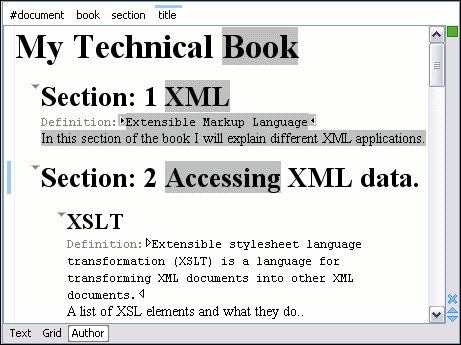 #document book section title
My Technical Book
Section: 1 XML
Definition: Extensible Markup Language
In this section of the book I will explain different XML applications.
Section: 2 Accessing XML data.
XSLT
Definition: Extensible stylesheet language
transformation (XSLT) is a language for
transforming XML documents into other XML
documents.
A list of XSL elements and what they do..
Text Grid Author